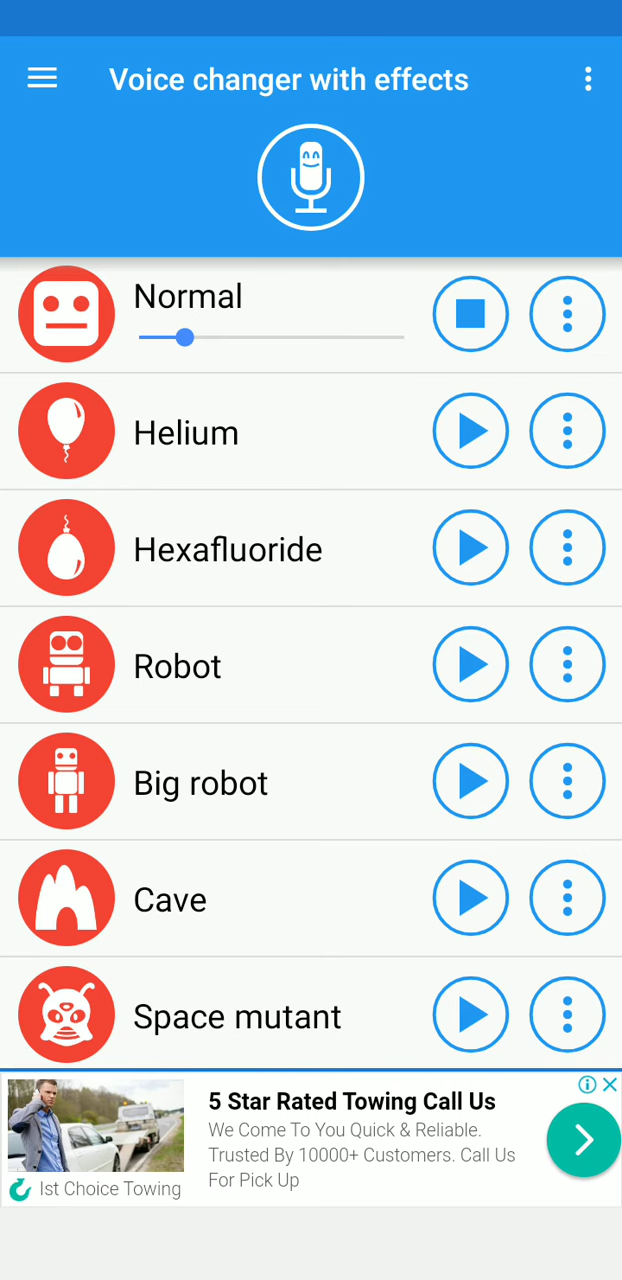 Voice changer with effects
Normal
Helium
Hexafluoride
Robot
Big robot
Cave
Space mutant
5 Star Rated Towing Call Us
We Come To You Quick & Reliable.
Trusted By 10000+ Customers. Call Us
For Pick Up
Ist Choice Towing